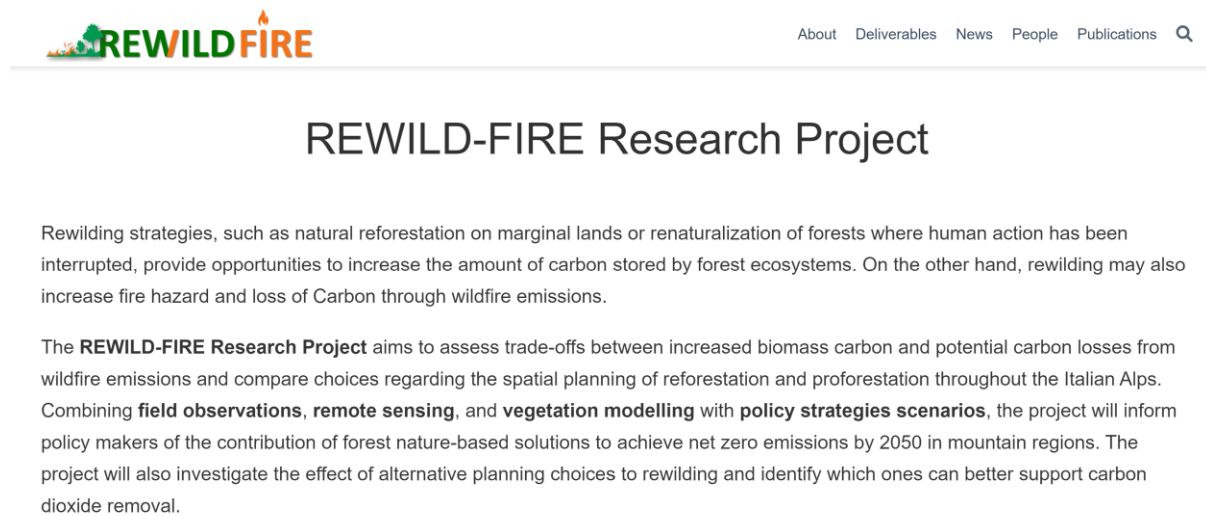 REWILDFIRE
About Deliverables News People Publications
REWILD-FIRE Research Project
Rewilding strategies, such as natural reforestation on marginal lands or renaturalization of forests where human action has been
interrupted, provide opportunities to increase the amount of carbon stored by forest ecosystems. On the other hand, rewilding may also
increase fire hazard and loss of Carbon through wildfire emissions.
The REWILD-FIRE Research Project aims to assess trade-offs between increased biomass carbon and potential carbon losses from
wildfire emissions and compare choices regarding the spatial planning of reforestation and proforestation throughout the Italian Alps.
Combining field observations, remote sensing, and vegetation modelling with policy strategies scenarios, the project will inform
policy makers of the contribution of forest nature-based solutions to achieve net zero emissions by 2050 in mountain regions. The
project will also investigate the effect of alternative planning choices to rewilding and identify which ones can better support carbon
dioxide removal.